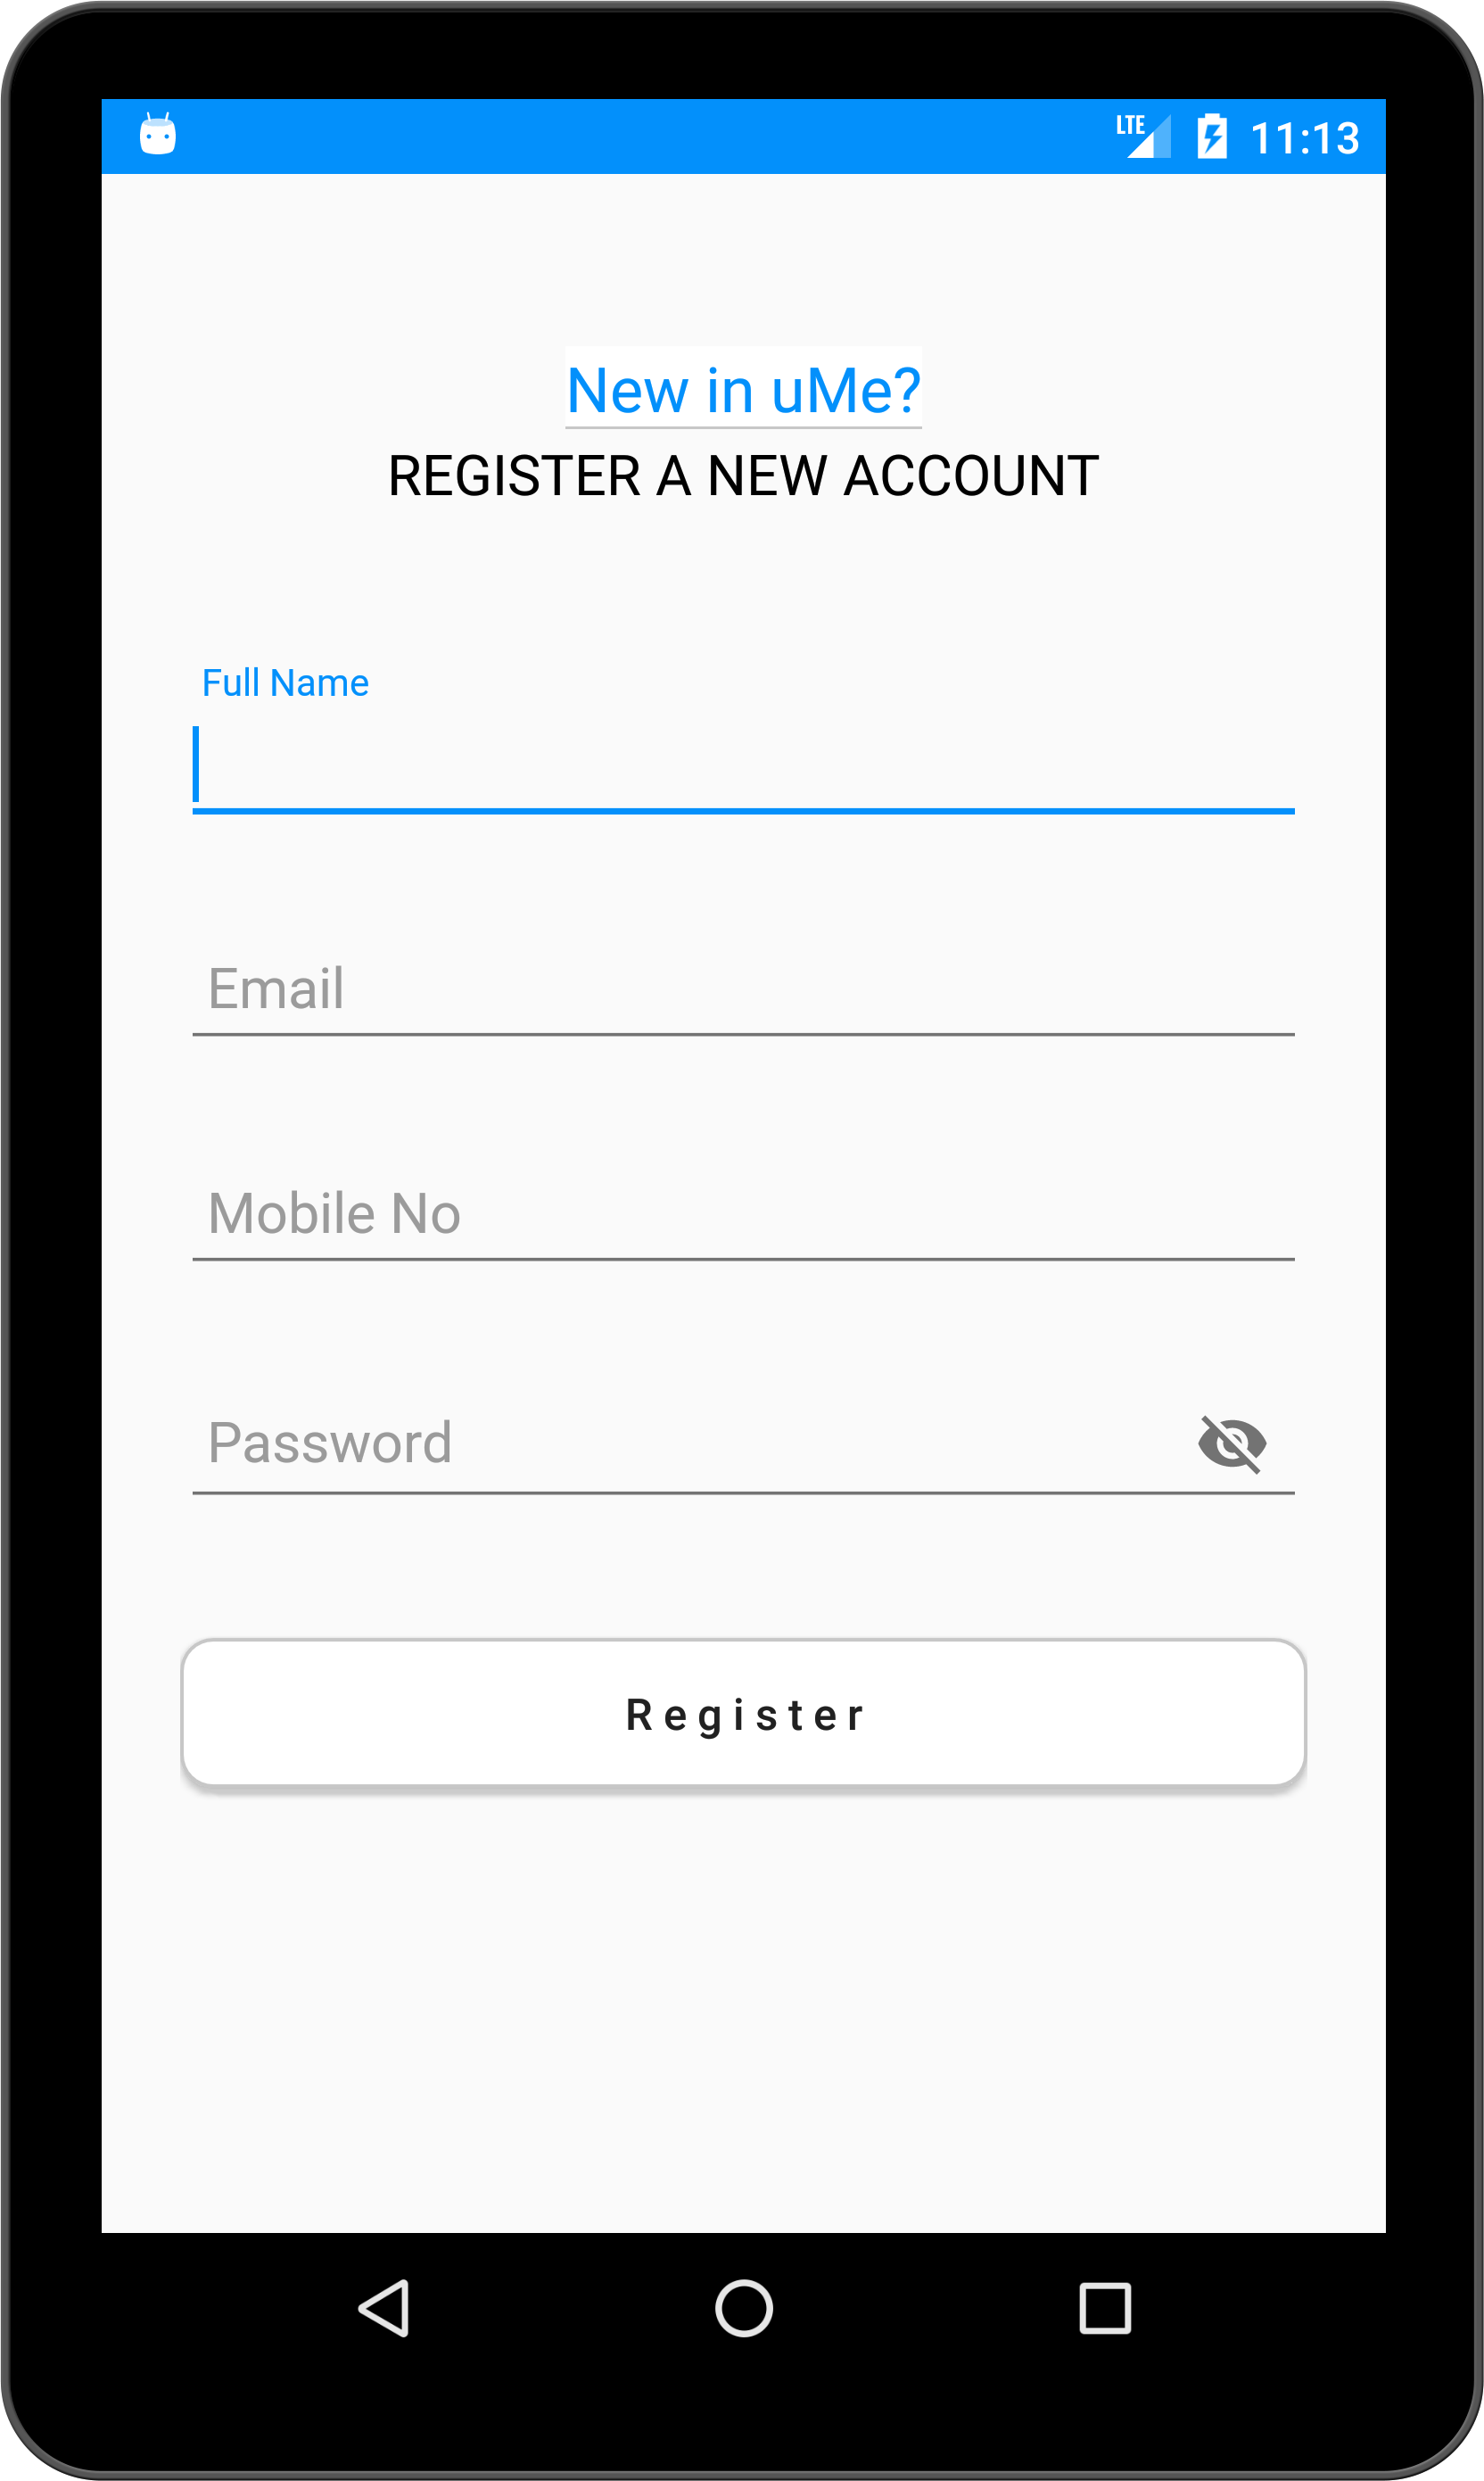 LTE 11:13
New in uMe?
REGISTER A NEW ACCOUNT
Full Name
Email
Mobile No
Password
Register